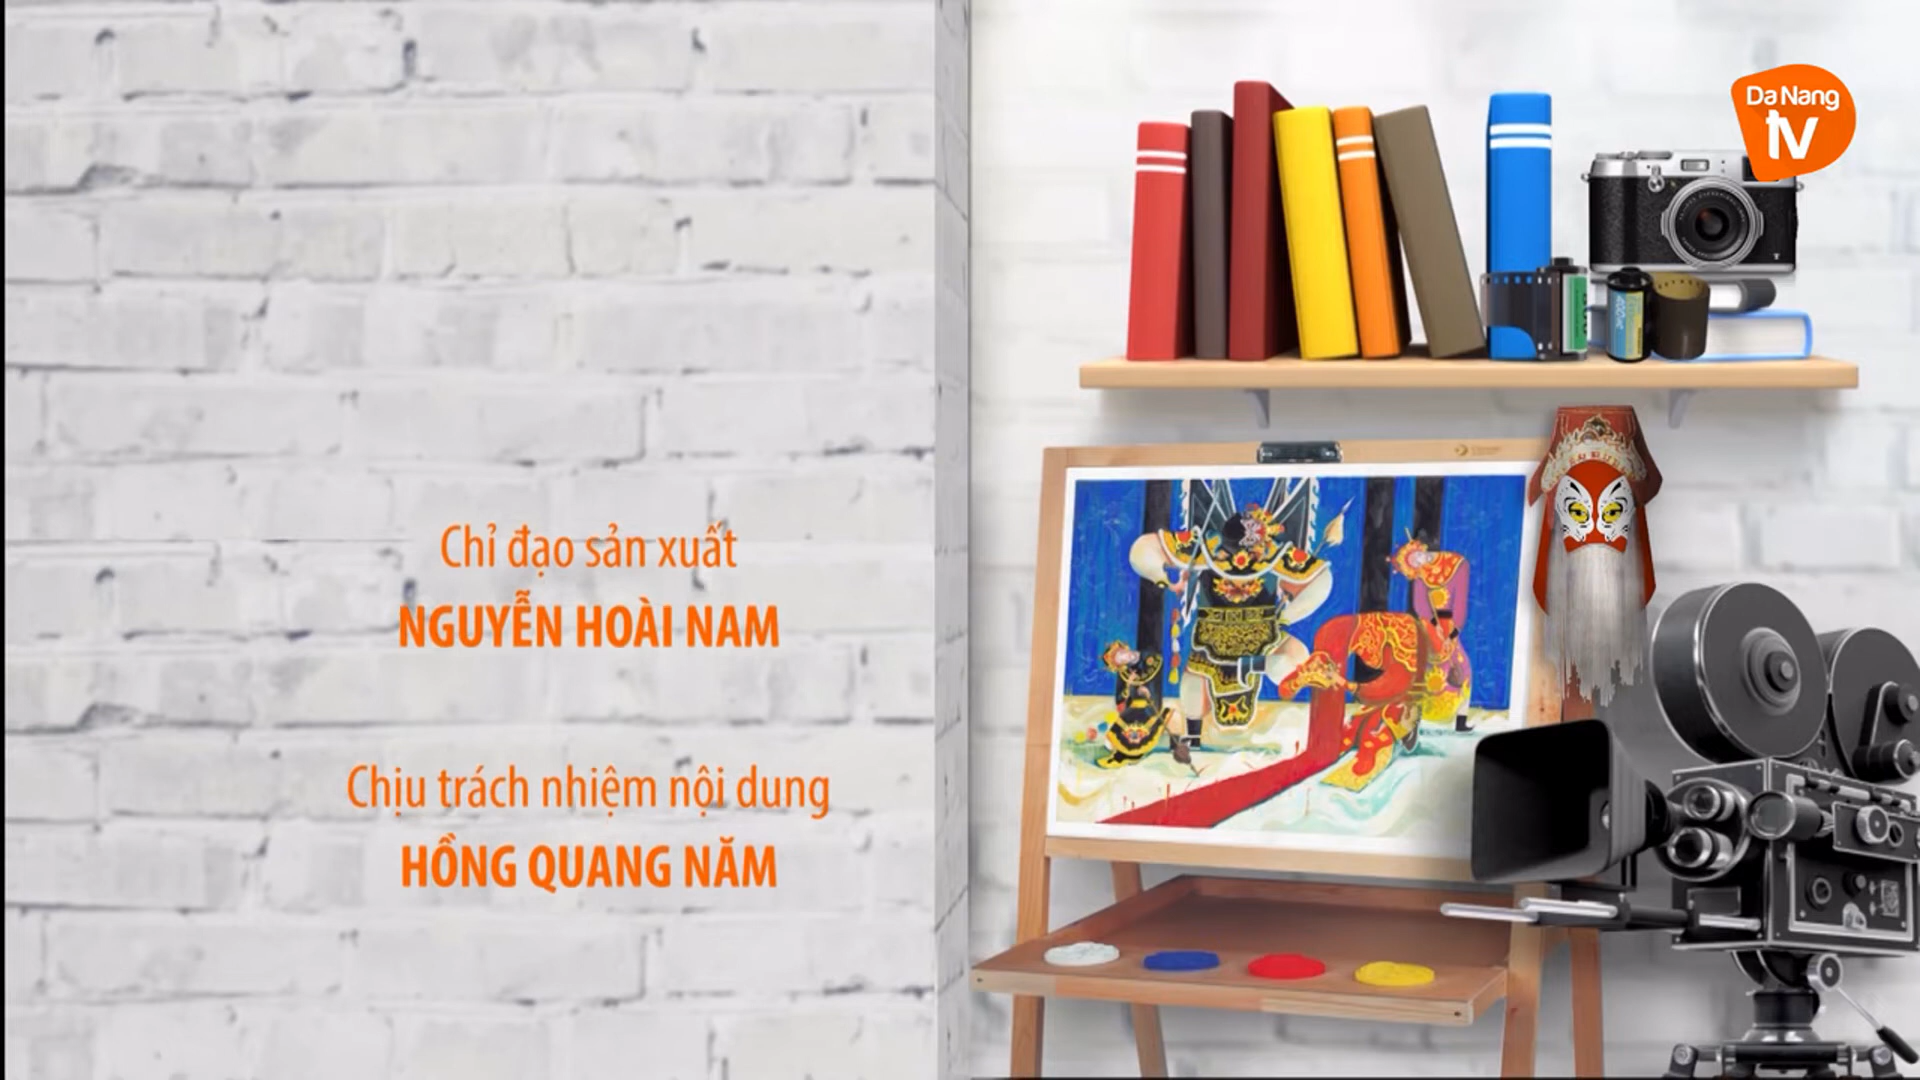 Da Nang
tv
Chỉ đạo sản xuất
NGUYỄN HOÀI NAM
Chịu trách nhiệm nội dung
HỒNG QUANG NĂM